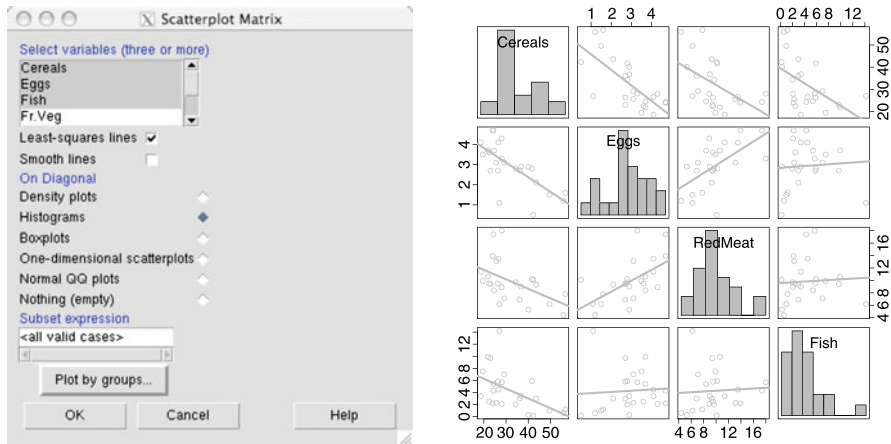 Scatterplot Matrix
Select variables (three or more)
Cereals
Eggs
Fish
Fr.Veg
Least-squares lines
Smooth lines
On Diagonal
Density plots
Histograms
Boxplots
One-dimensional scatterplots
Normal QQ plots
Nothing (empty)
Subset expression
<all valid cases>
Plot by groups...
OK Cancel Help
1 2 3 4
0 2 4 6 8 12
Cereals
20 30 40 50
Eggs
1 2 3 4
RedMeat
4 6 8 12 16
Fish
0 2 4 6 8 12
20 30 40 50
4 6 8 12 16